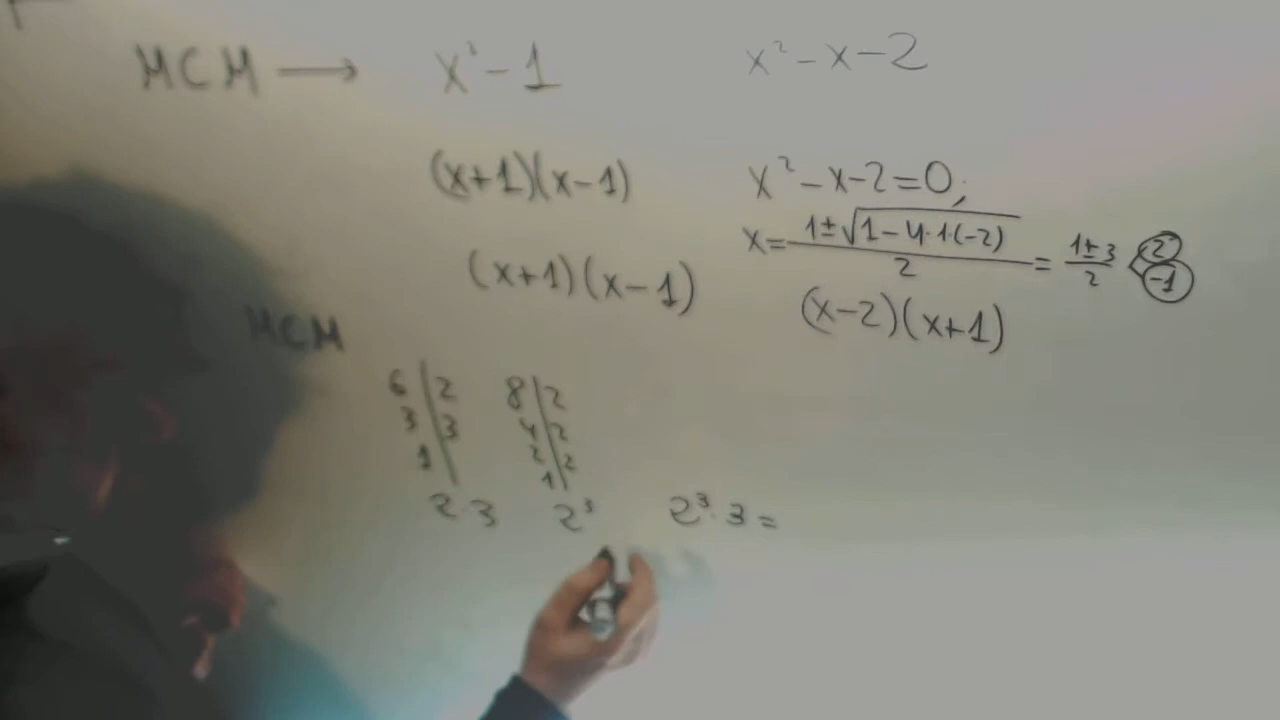 MCM → x²-1 x²-x-2
(x+1)(x-1) x²-x-2=0;
x= 1±√1-4·1(-2) / 2 = 1±3 / 2 < 2 -1
(x+1)(x-1) (x-2)(x+1)
MCM
6 | 2 8 | 2
3 | 3 4 | 2
1 | 2 | 2
1 |
2·3 2³ 2³·3=